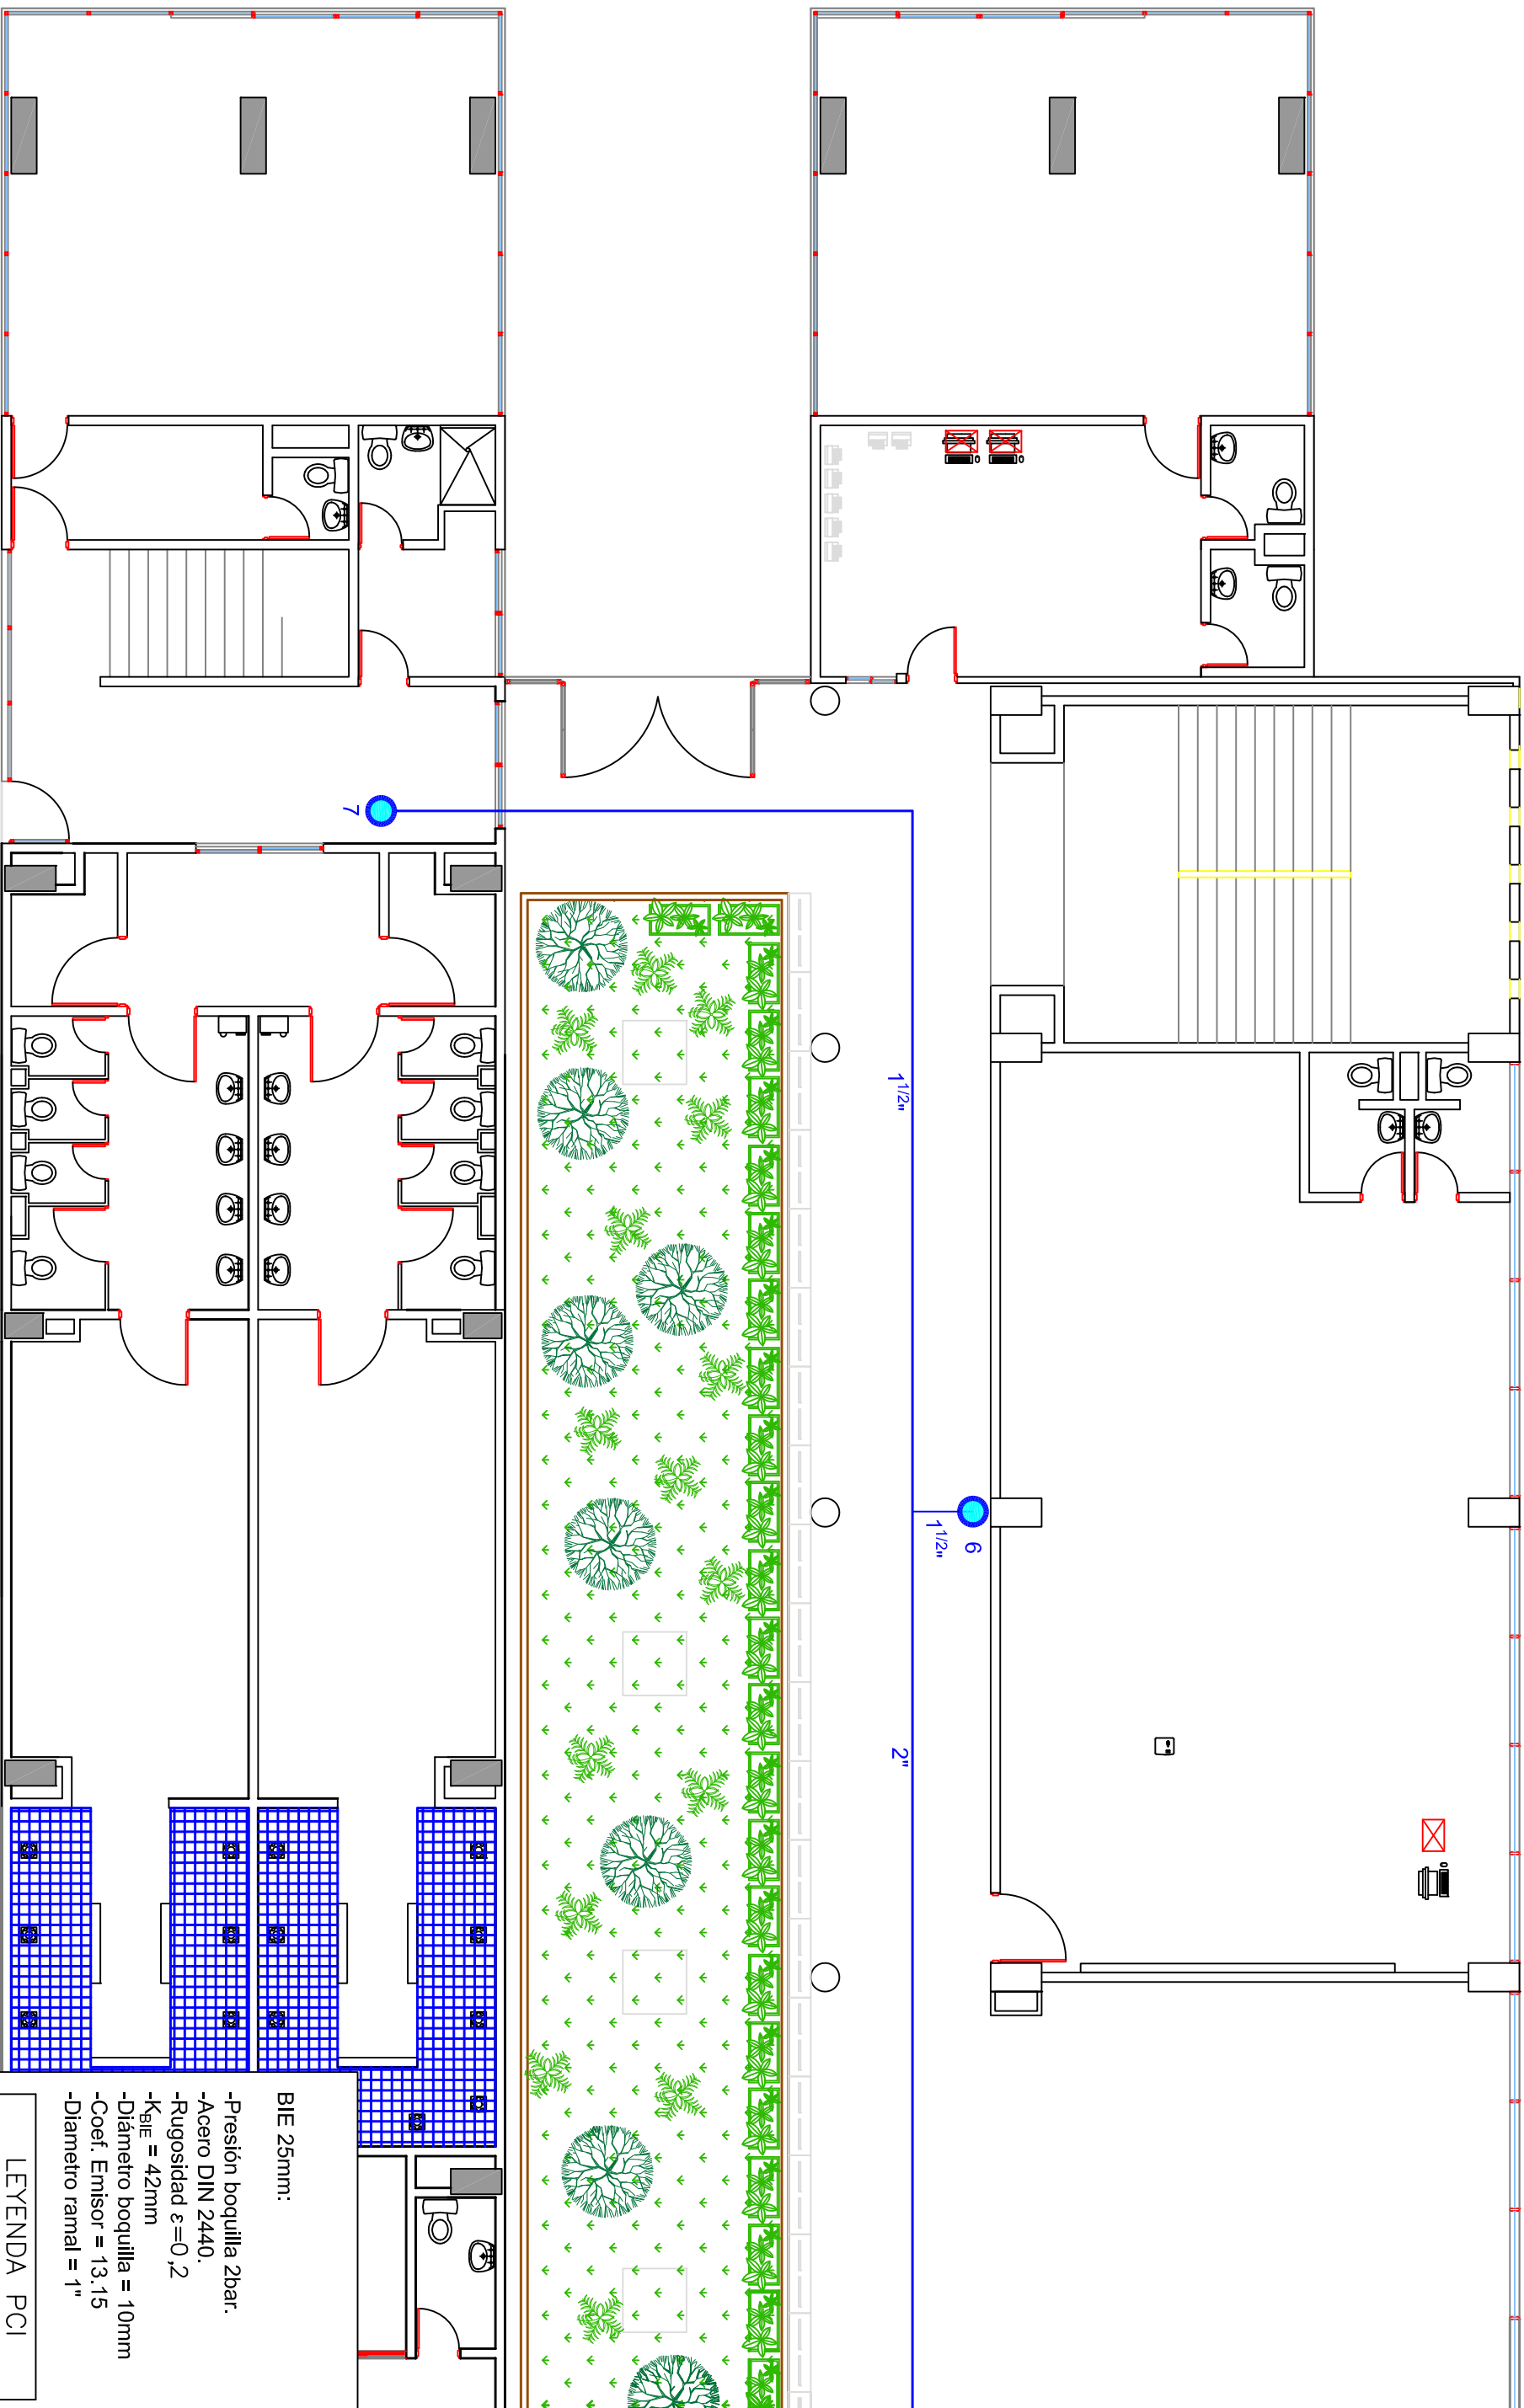 7
1 1/2"
1 1/2"
6
2"
BIE 25mm:
-Presión boquilla 2bar.
-Acero DIN 2440.
-Rugosidad ε=0,2
-KBIE = 42mm
-Diámetro boquilla = 10mm
-Coef. Emisor = 13.15
-Diametro ramal = 1"
LEYENDA PCI